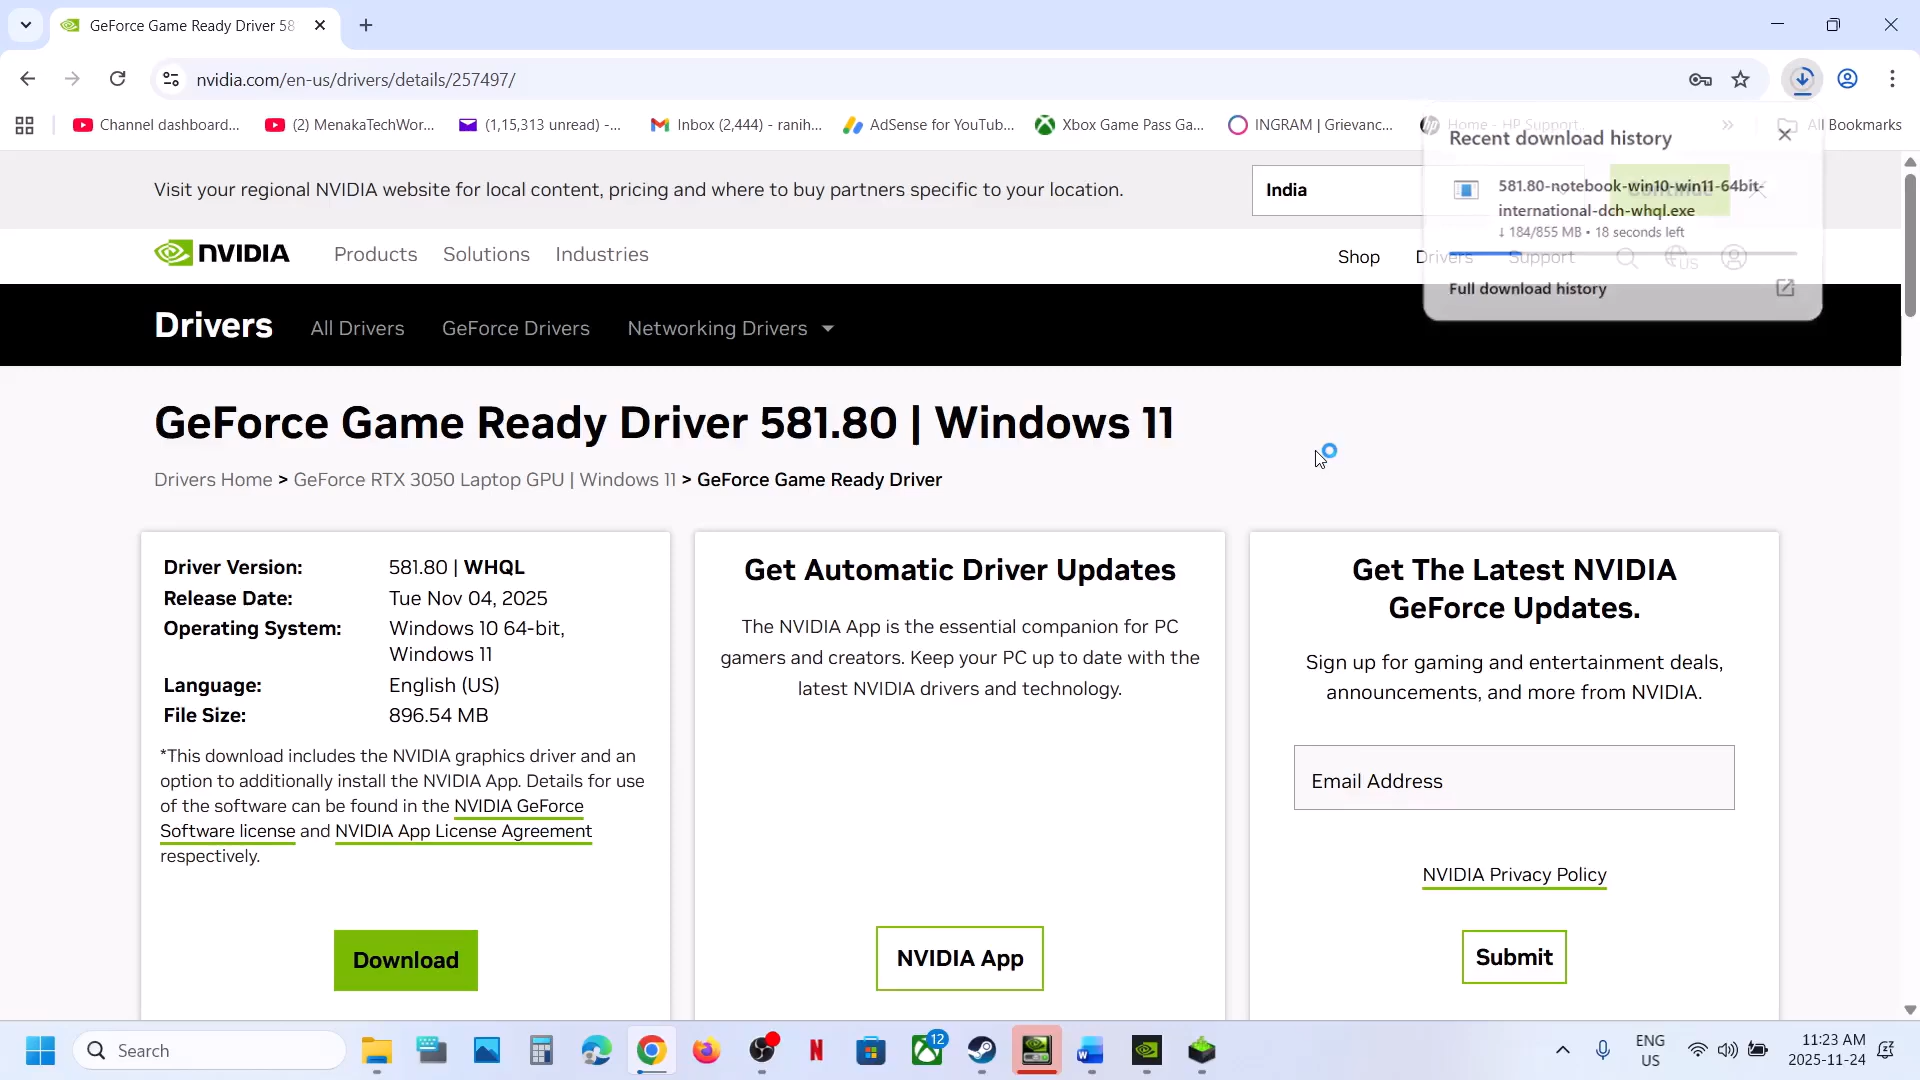 GeForce Game Ready Driver 58
nvidia.com/en-us/drivers/details/257497/
Channel dashboard...
(2) MenakaTechWor...
(1,15,313 unread) -...
Inbox (2,444) - ranih...
AdSense for YouTub...
Xbox Game Pass Ga...
INGRAM | Grievanc...
Home - HP Support...
»
All Bookmarks
Recent download history
581.80-notebook-win10-win11-64bit-
international-dch-whql.exe
↓ 184/855 MB • 18 seconds left
Full download history
Visit your regional NVIDIA website for local content, pricing and where to buy partners specific to your location.
India
Continue
NVIDIA
Products
Solutions
Industries
Shop
Drivers
Support
US
Drivers
All Drivers
GeForce Drivers
Networking Drivers
GeForce Game Ready Driver 581.80 | Windows 11
Drivers Home > GeForce RTX 3050 Laptop GPU | Windows 11 > GeForce Game Ready Driver
Driver Version: 581.80 | WHQL
Release Date: Tue Nov 04, 2025
Operating System: Windows 10 64-bit,
Windows 11
Language: English (US)
File Size: 896.54 MB
*This download includes the NVIDIA graphics driver and an
option to additionally install the NVIDIA App. Details for use
of the software can be found in the NVIDIA GeForce
Software license and NVIDIA App License Agreement
respectively.
Download
Get Automatic Driver Updates
The NVIDIA App is the essential companion for PC
gamers and creators. Keep your PC up to date with the
latest NVIDIA drivers and technology.
NVIDIA App
Get The Latest NVIDIA
GeForce Updates.
Sign up for gaming and entertainment deals,
announcements, and more from NVIDIA.
Email Address
NVIDIA Privacy Policy
Submit
Search
N
12
ENG
US
11:23 AM
2025-11-24